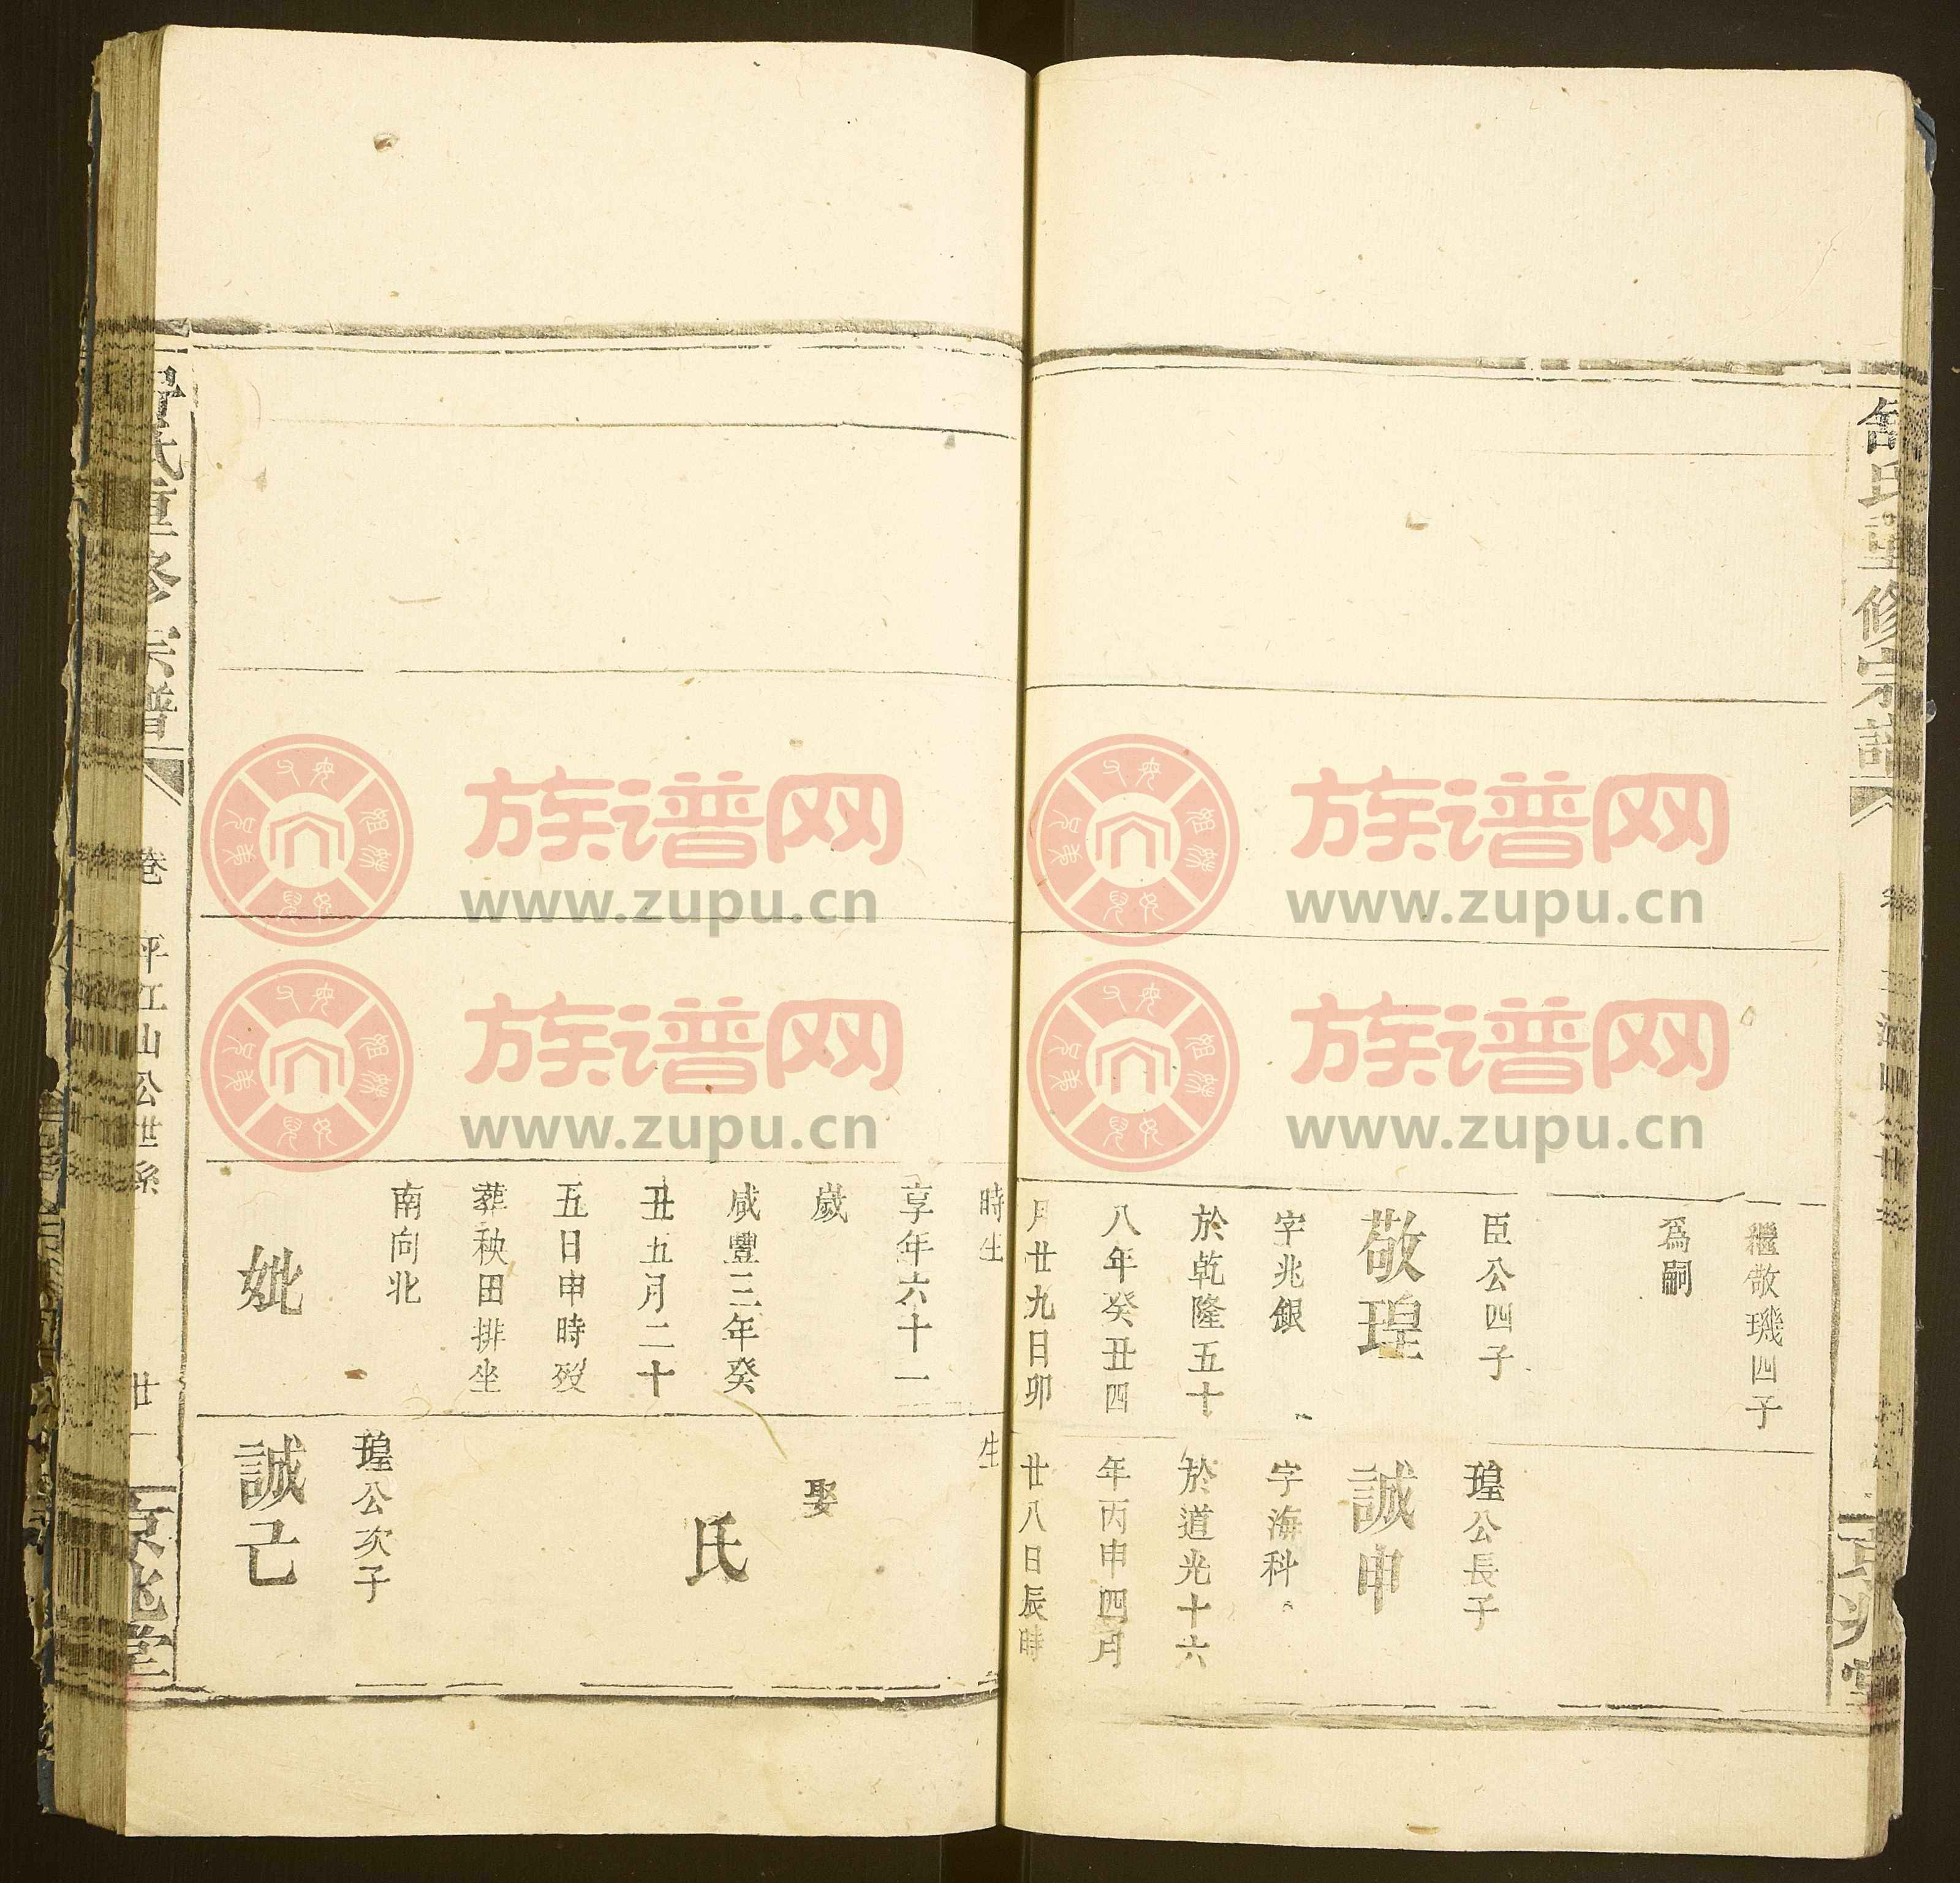 舒氏重修宗譜
繼敬璣四子
爲嗣
臣公四子
敬瑝
字兆銀
於乾隆五十
八年癸丑四
月廿九日卯
瑝公長子
誠申
字海科
於道光十六
年丙申四月
廿八日辰時
時生
享年六十一
歲
咸豐三年癸
丑五月二十
五日申時歿
葬秧田排坐
南向北
妣
生
娶
氏
瑝公次子
誠己
氏重修宗譜
卷
坪江山公世系
廿一
京兆堂
族谱网
www.zupu.cn
族谱网
www.zupu.cn
族谱网
www.zupu.cn
族谱网
www.zupu.cn